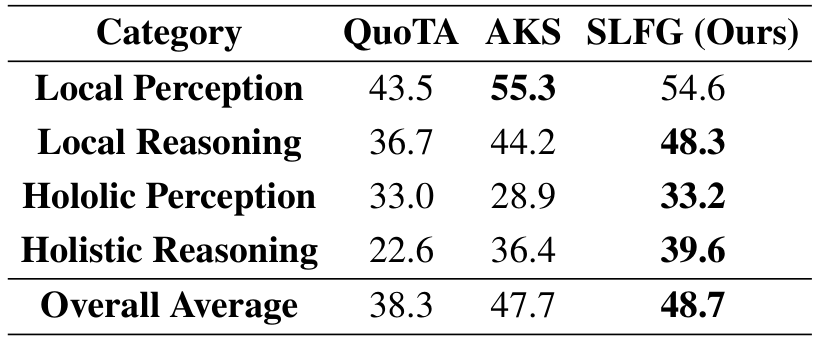 Category QuoTA AKS SLFG (Ours)
Local Perception 43.5 55.3 54.6
Local Reasoning 36.7 44.2 48.3
Hololic Perception 33.0 28.9 33.2
Holistic Reasoning 22.6 36.4 39.6
Overall Average 38.3 47.7 48.7